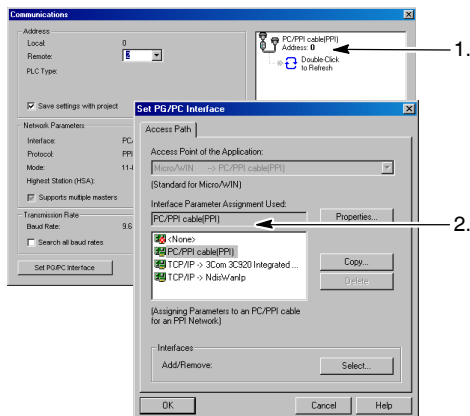 Communications
Address
Local: 0
Remote: 2
PLC Type:
Save settings with project
Network Parameters
Interface: PC/
Protocol: PPI
Mode: 11-
Highest Station (HSA):
Supports multiple masters
Transmission Rate
Baud Rate: 9.6
Search all baud rates
Set PG/PC Interface
PC/PPI cable(PPI)
Address: 0
Double-Click
to Refresh
1.
Set PG/PC Interface
Access Path
Access Point of the Application:
Micro/WIN --> PC/PPI cable(PPI)
(Standard for Micro/WIN)
Interface Parameter Assignment Used:
PC/PPI cable(PPI)
Properties...
2.
<None>
PC/PPI cable(PPI)
TCP/IP -> 3Com 3C920 Integrated ...
TCP/IP -> NdisWanIp
Copy...
Delete
(Assigning Parameters to an PC/PPI cable
for an PPI Network)
Interfaces
Add/Remove:
Select...
OK
Cancel
Help